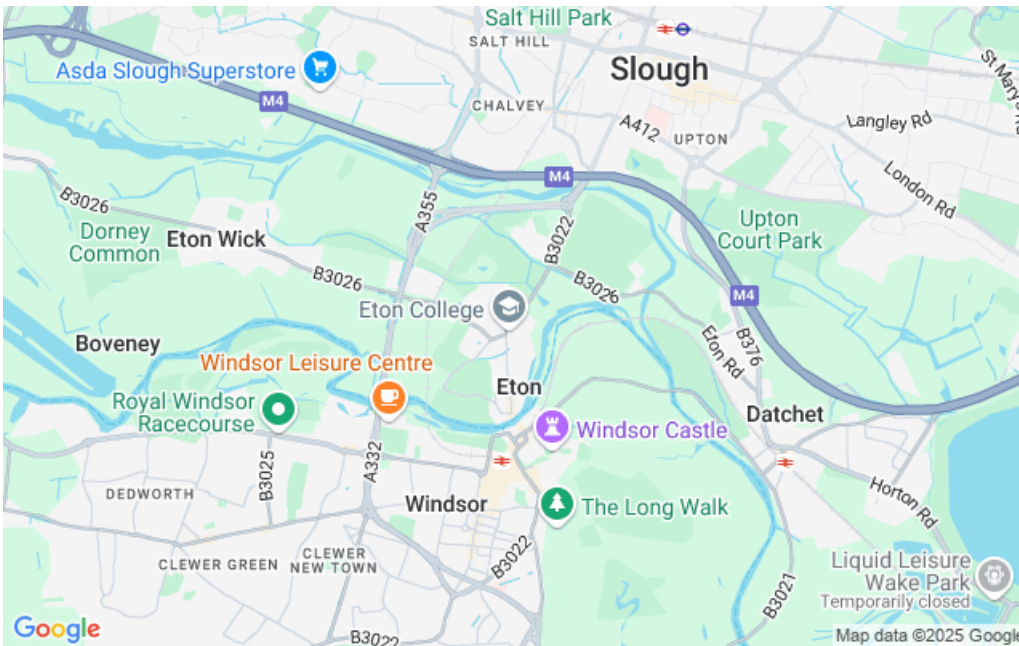 Salt Hill Park
SALT HILL
Slough
Asda Slough Superstore
M4
CHALVEY
A412
UPTON
Langley Rd
St Mary's
London Rd
M4
B3026
A355
B3022
Dorney
Common
Eton Wick
Upton
Court Park
B3026
B3026
M4
Eton College
Boveney
Eton Rd
B376
Windsor Leisure Centre
Eton
Royal Windsor
Racecourse
Datchet
Windsor Castle
A332
B3025
DEDWORTH
Windsor
The Long Walk
Horton Rd
CLEWER GREEN
CLEWER
NEW TOWN
B3022
Liquid Leisure
Wake Park
Temporarily closed
B3021
Google
B3022
Map data ©2025 Google